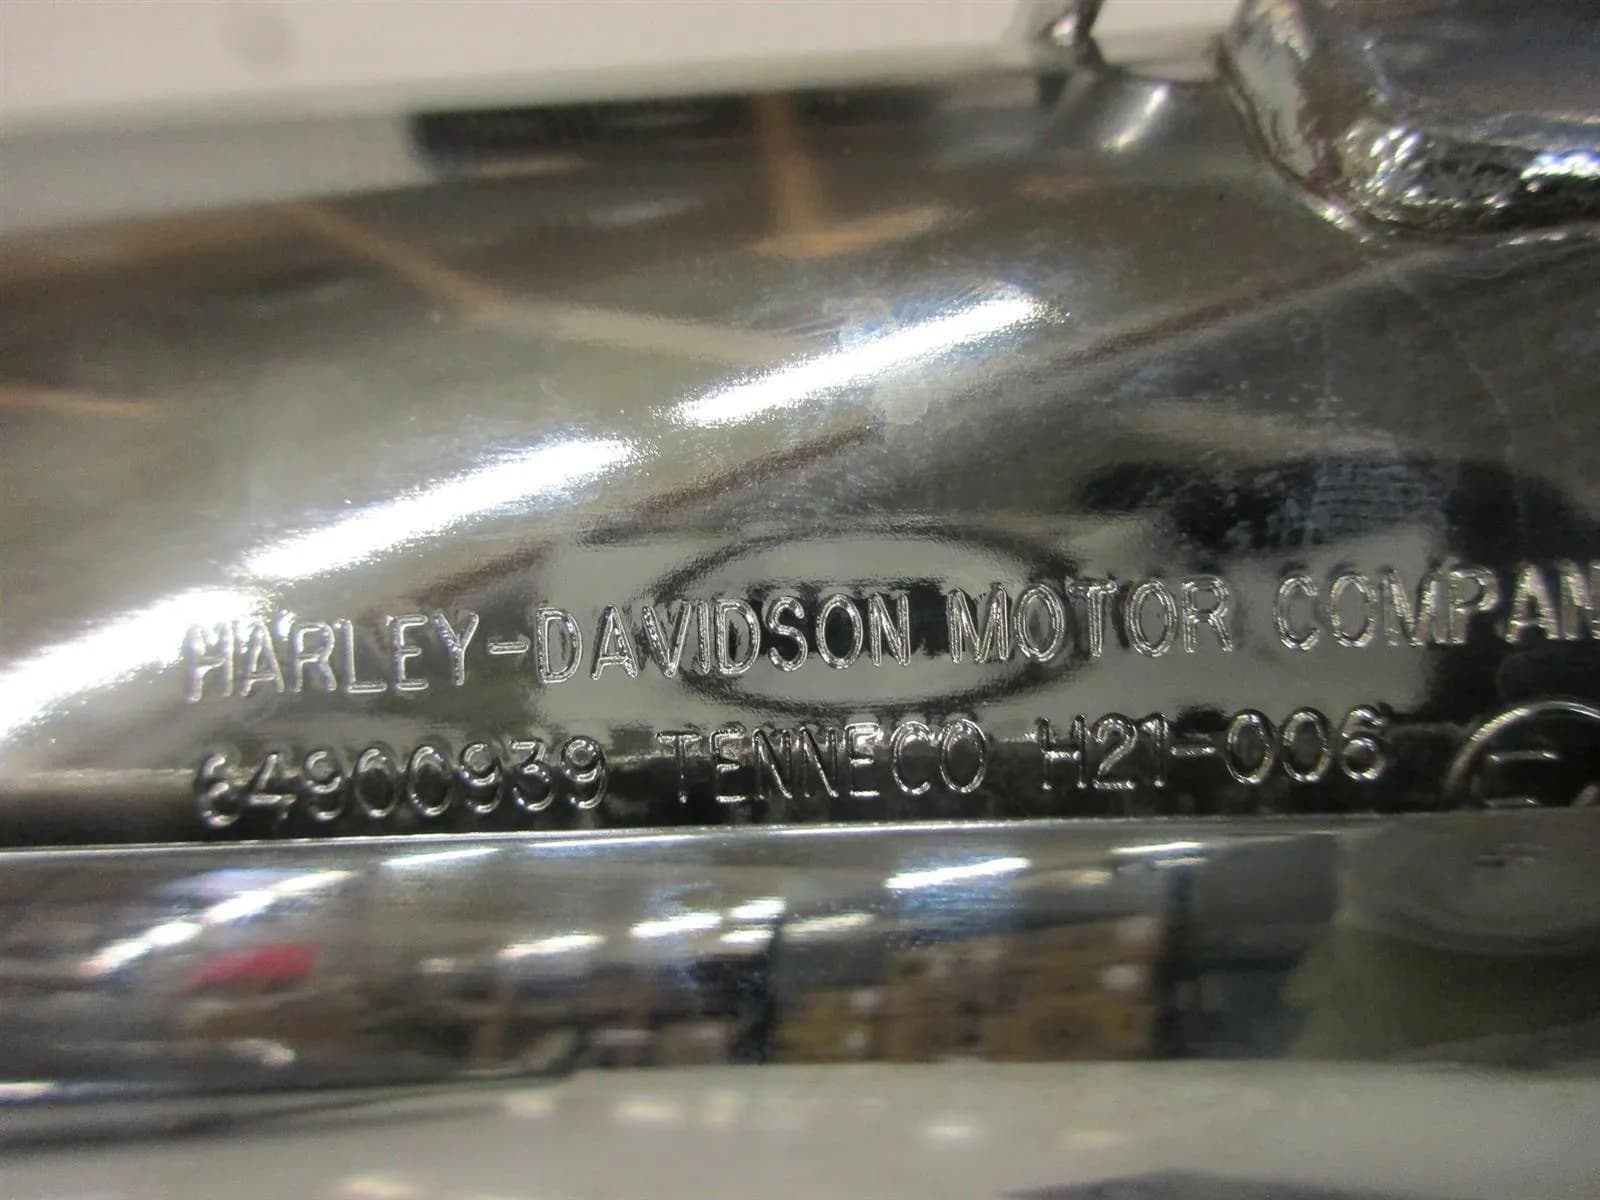 HARLEY-DAVIDSON MOTOR COMPAN
64900939 TENNECO H21-006